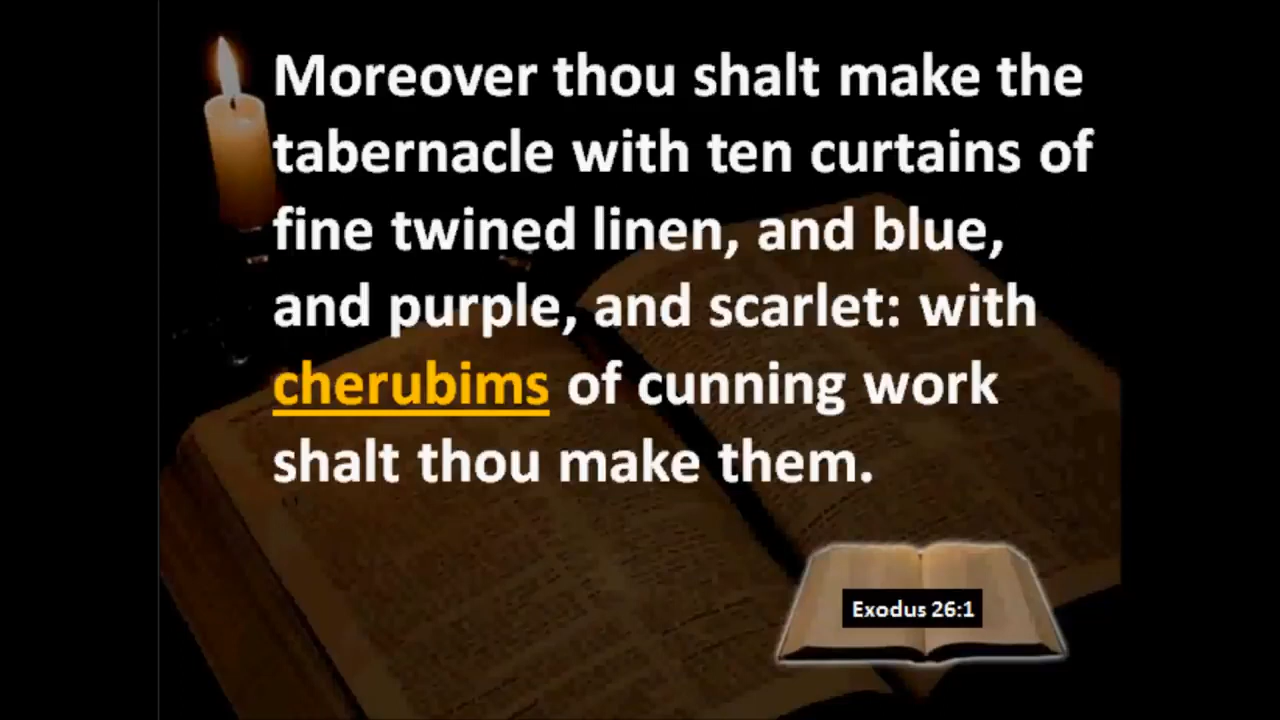 Moreover thou shalt make the
tabernacle with ten curtains of
fine twined linen, and blue,
and purple, and scarlet: with
cherubims of cunning work
shalt thou make them.
Exodus 26:1